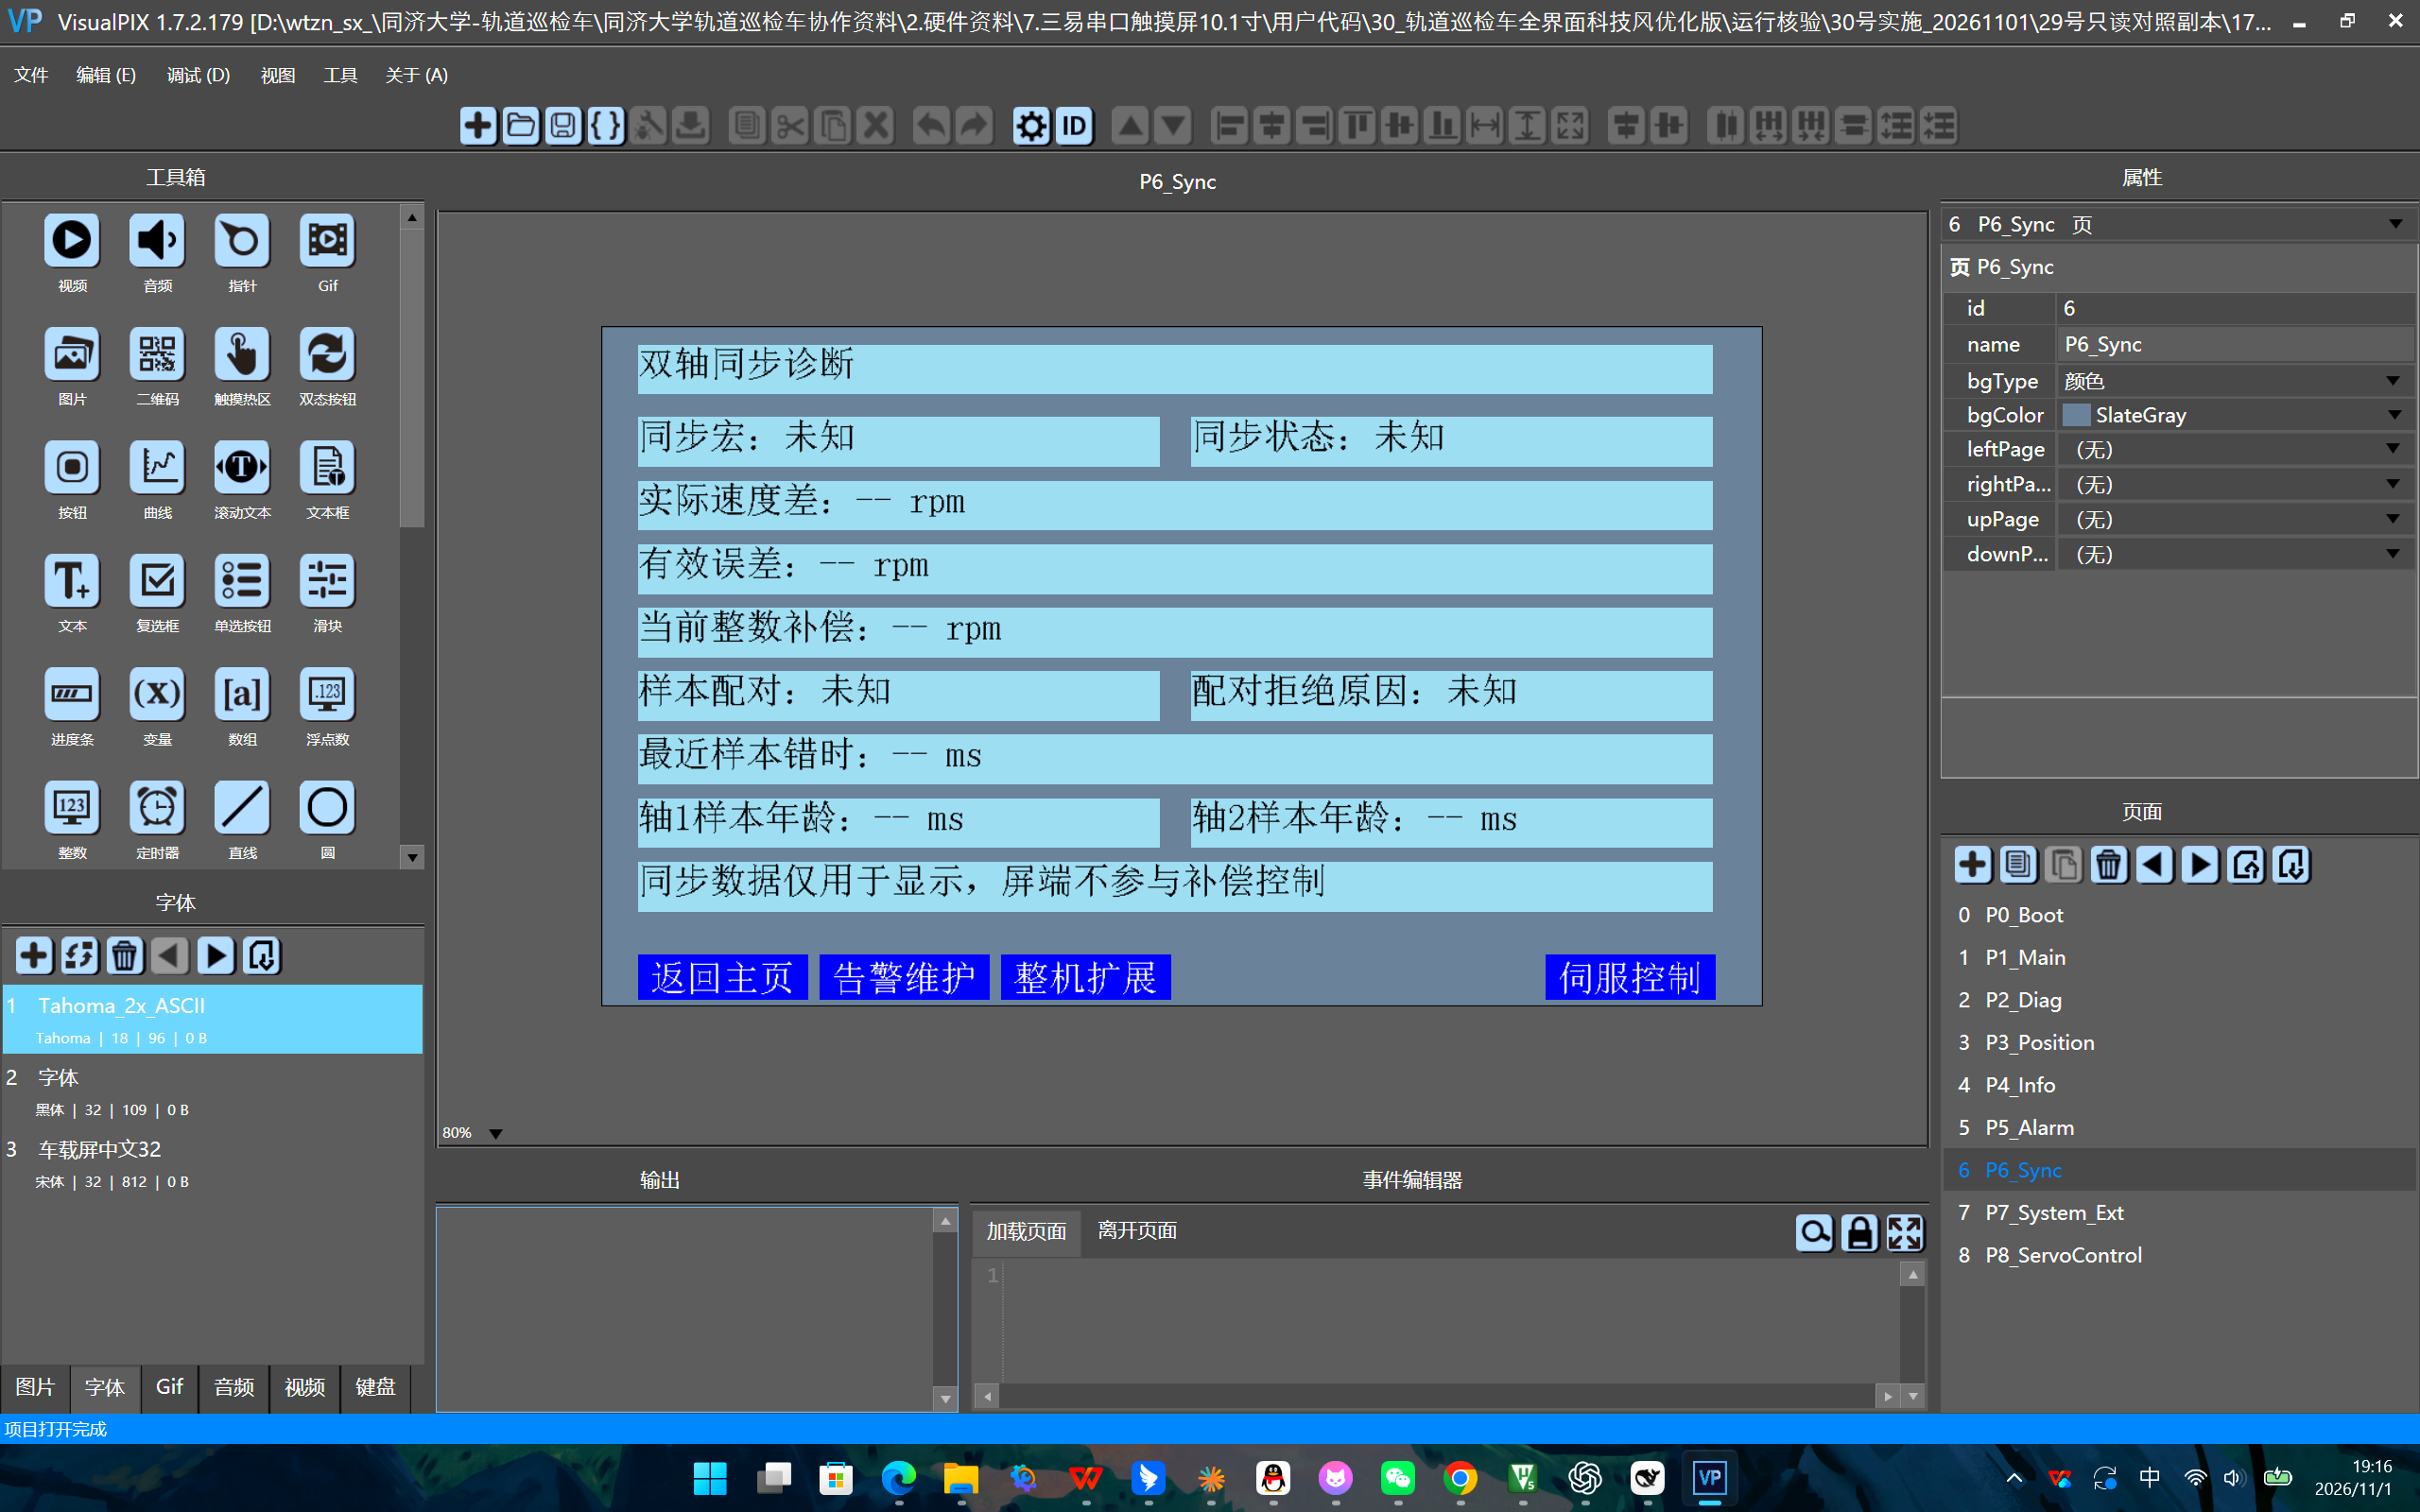 VP VisualPIX 1.7.2.179 [D:\wtzn_sx_\同济大学-轨道巡检车\同济大学轨道巡检车协作资料\2.硬件资料\7.三易串口触摸屏10.1寸\用户代码\30_轨道巡检车全界面科技风优化版\运行核验\30号实施_20261101\29号只读对照副本\17...
文件 编辑 (E) 调试 (D) 视图 工具 关于 (A)
ID
工具箱
视频 音频 指针 Gif
图片 二维码 触摸热区 双态按钮
按钮 曲线 滚动文本 文本框
文本 复选框 单选按钮 滑块
进度条 变量 数组 浮点数
整数 定时器 直线 圆
字体
1 Tahoma_2x_ASCII
Tahoma | 18 | 96 | 0 B
2 字体
黑体 | 32 | 109 | 0 B
3 车载屏中文32
宋体 | 32 | 812 | 0 B
图片 字体 Gif 音频 视频 键盘
P6_Sync
双轴同步诊断
同步宏：未知 同步状态：未知
实际速度差：-- rpm
有效误差：-- rpm
当前整数补偿：-- rpm
样本配对：未知 配对拒绝原因：未知
最近样本错时：-- ms
轴1样本年龄：-- ms 轴2样本年龄：-- ms
同步数据仅用于显示，屏端不参与补偿控制
返回主页 告警维护 整机扩展 伺服控制
80%
输出
事件编辑器
加载页面 离开页面
1
属性
6 P6_Sync 页
页 P6_Sync
id 6
name P6_Sync
bgType 颜色
bgColor SlateGray
leftPage (无)
rightPa... (无)
upPage (无)
downP... (无)
页面
0 P0_Boot
1 P1_Main
2 P2_Diag
3 P3_Position
4 P4_Info
5 P5_Alarm
6 P6_Sync
7 P7_System_Ext
8 P8_ServoControl
项目打开完成
VP
中
19:16
2026/11/1